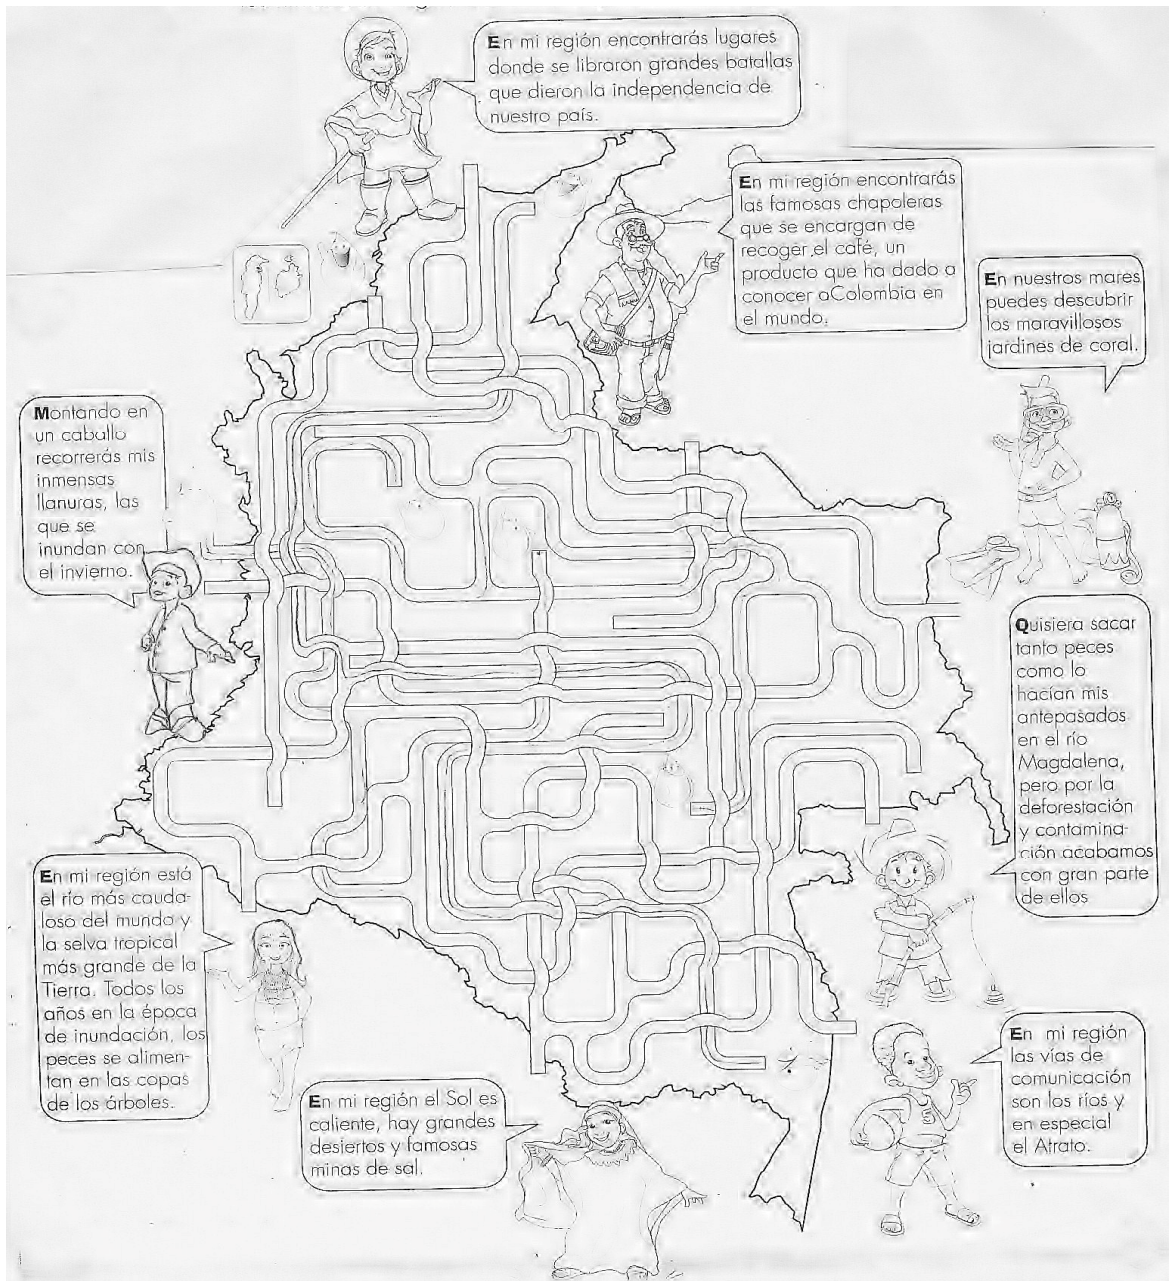 En mi región encontrarás lugares
donde se libraron grandes batallas
que dieron la independencia de
nuestro país.
En mi región encontrarás
las famosas chapoleras
que se encargan de
recoger el café, un
producto que ha dado a
conocer aColombia en
el mundo.
En nuestros mares
puedes descubrir
los maravillosos
jardines de coral.
Montando en
un caballo
recorrerás mis
inmensas
llanuras, las
que se
inundan con
el invierno.
Quisiera sacar
tanto peces
como lo
hacían mis
antepasados
en el río
Magdalena,
pero por la
deforestación
y contamina-
ción acabamos
con gran parte
de ellos
En mi región está
el río más cauda-
loso del mundo y
la selva tropical
más grande de la
Tierra. Todos los
años en la época
de inundación, los
peces se alimen-
tan en las copas
de los árboles.
En mi región
las vías de
comunicación
son los ríos y
en especial
el Atrato.
En mi región el Sol es
caliente, hay grandes
desiertos y famosas
minas de sal.